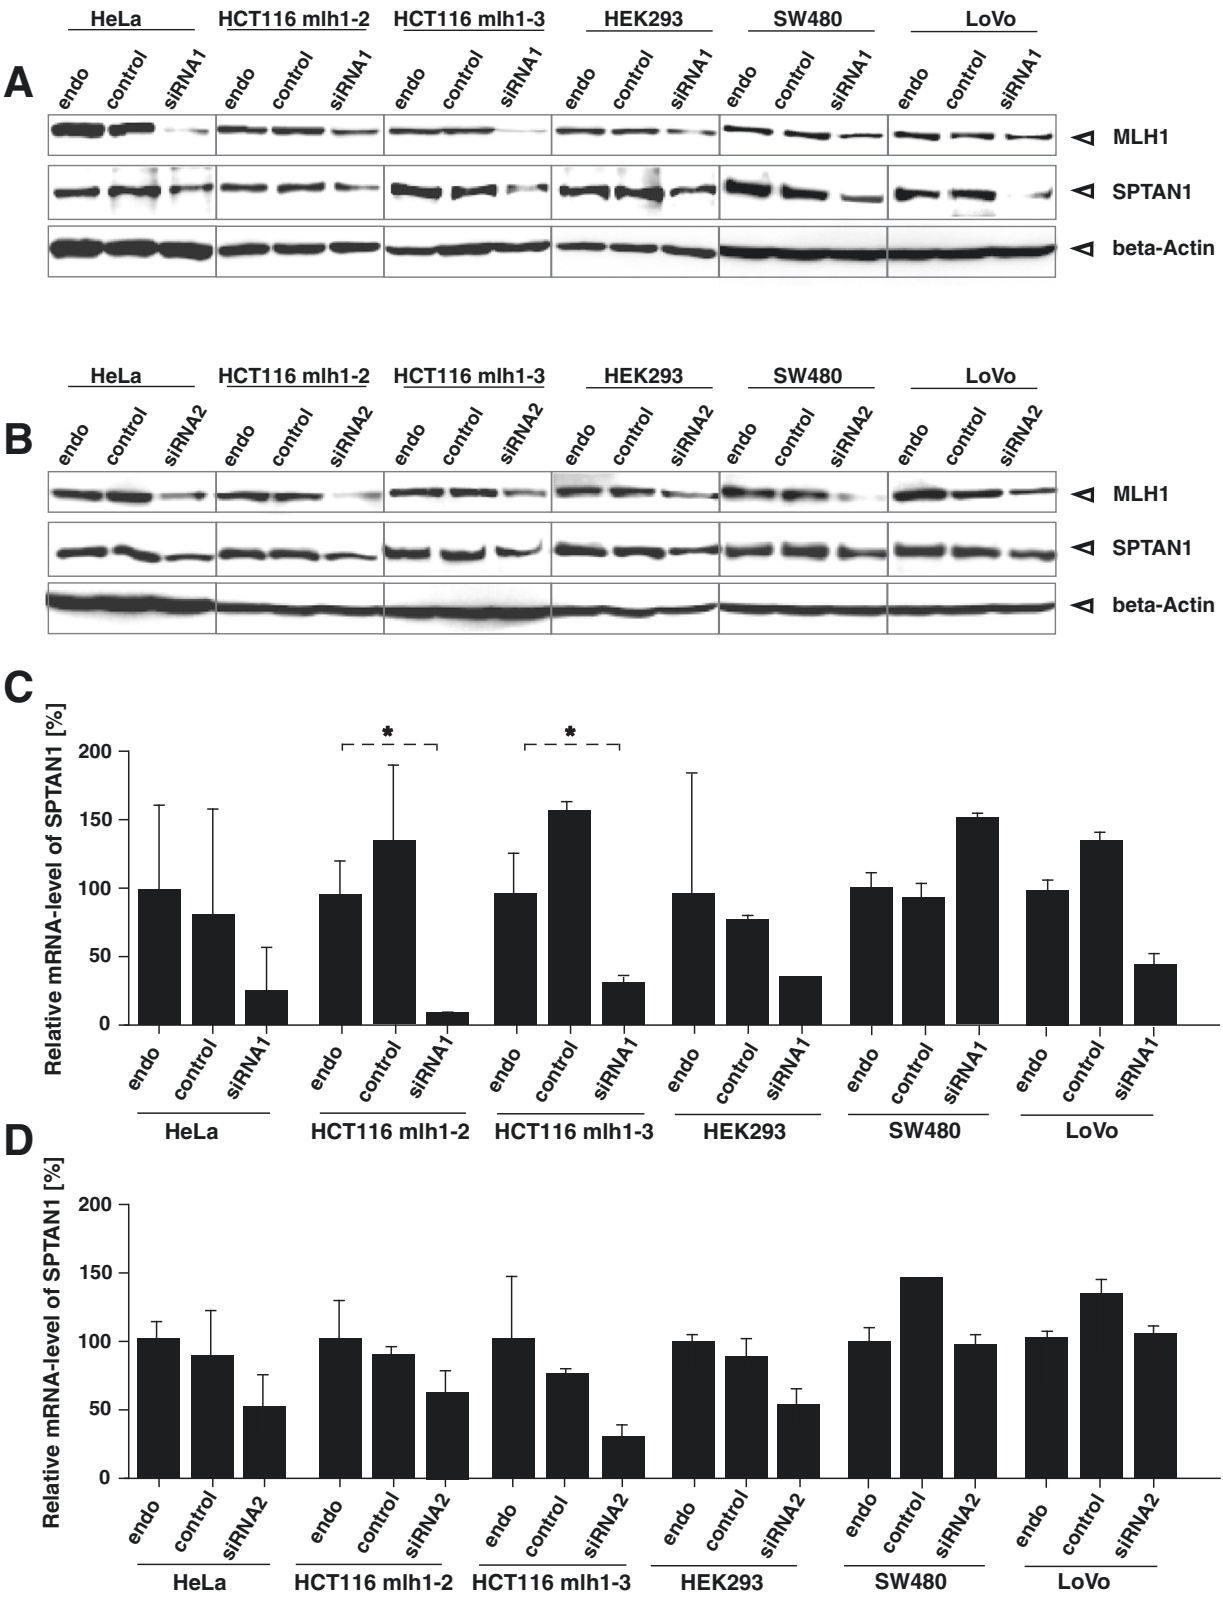 HeLa HCT116 mlh1-2 HCT116 mlh1-3 HEK293 SW480 LoVo
A
endo control siRNA1 endo control siRNA1 endo control siRNA1 endo control siRNA1 endo control siRNA1 endo control siRNA1
MLH1
SPTAN1
beta-Actin
HeLa HCT116 mlh1-2 HCT116 mlh1-3 HEK293 SW480 LoVo
B
endo control siRNA2 endo control siRNA2 endo control siRNA2 endo control siRNA2 endo control siRNA2 endo control siRNA2
MLH1
SPTAN1
beta-Actin
C
Relative mRNA-level of SPTAN1 [%]
* *
200
150
100
50
0
endo control siRNA1 endo control siRNA1 endo control siRNA1 endo control siRNA1 endo control siRNA1 endo control siRNA1
HeLa HCT116 mlh1-2 HCT116 mlh1-3 HEK293 SW480 LoVo
D
Relative mRNA-level of SPTAN1 [%]
200
150
100
50
0
endo control siRNA2 endo control siRNA2 endo control siRNA2 endo control siRNA2 endo control siRNA2 endo control siRNA2
HeLa HCT116 mlh1-2 HCT116 mlh1-3 HEK293 SW480 LoVo